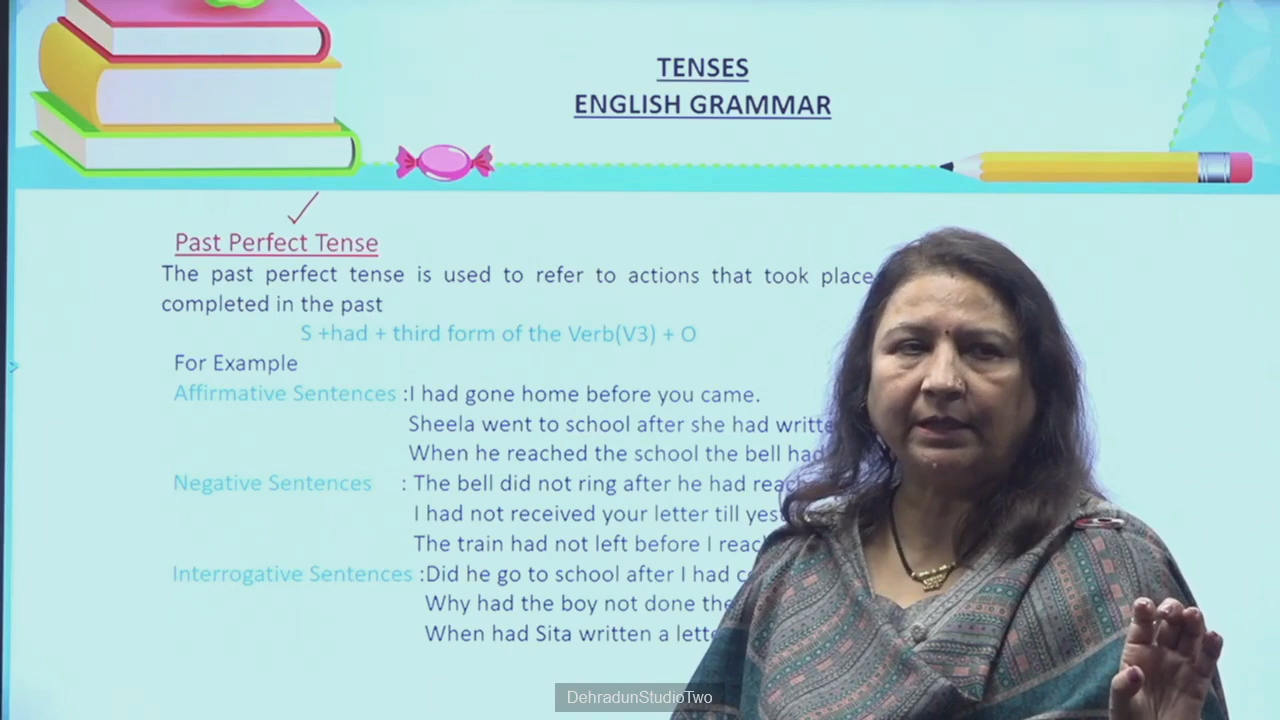 TENSES
ENGLISH GRAMMAR
Past Perfect Tense
The past perfect tense is used to refer to actions that took place
completed in the past
S +had + third form of the Verb(V3) + O
For Example
Affirmative Sentences :I had gone home before you came.
Sheela went to school after she had
When he reached the school the bell had
Negative Sentences : The bell did not ring after he had
I had not received your letter till
The train had not left before I
Interrogative Sentences :Did he go to school after I had
Why had the boy not done the
When had Sita written a
DehradunStudioTwo